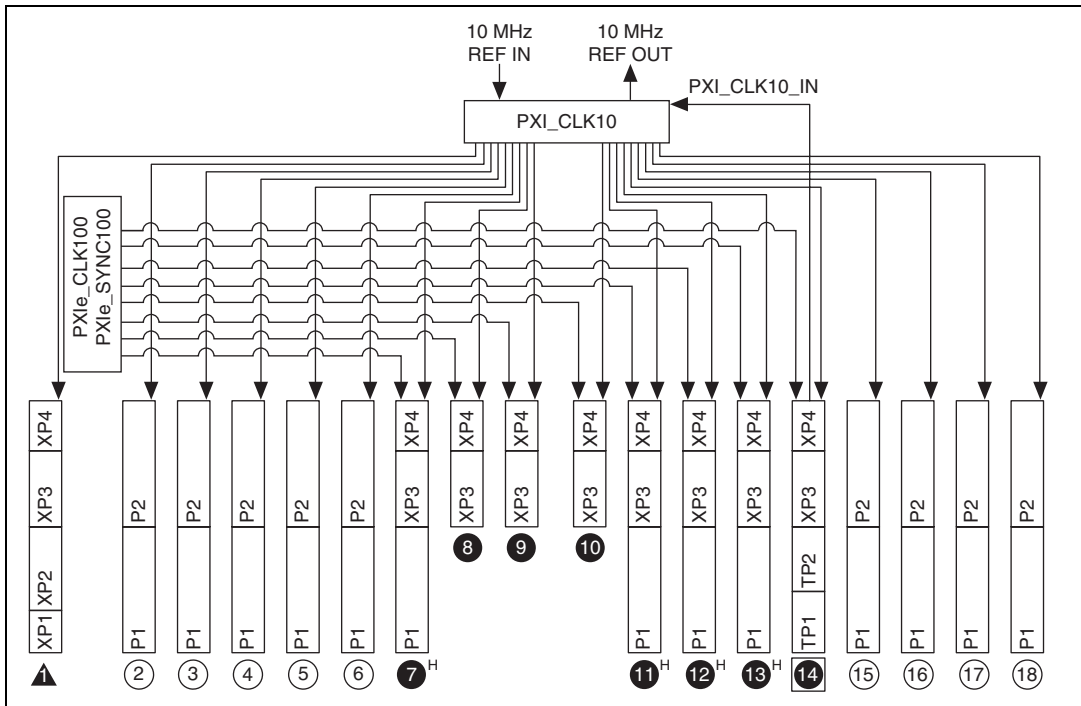 10 MHz
REF IN
10 MHz
REF OUT
PXI_CLK10_IN
PXI_CLK10
PXIe_CLK100
PXIe_SYNC100
XP4
XP3
XP2
XP1
1
P2
P1
2
P2
P1
3
P2
P1
4
P2
P1
5
P2
P1
6
XP4
XP3
P1
7 H
XP4
XP3
8
XP4
XP3
9
XP4
XP3
10
XP4
XP3
P1
11 H
XP4
XP3
P1
12 H
XP4
XP3
P1
13 H
XP4
XP3
TP2
TP1
14
P2
P1
15
P2
P1
16
P2
P1
17
P2
P1
18